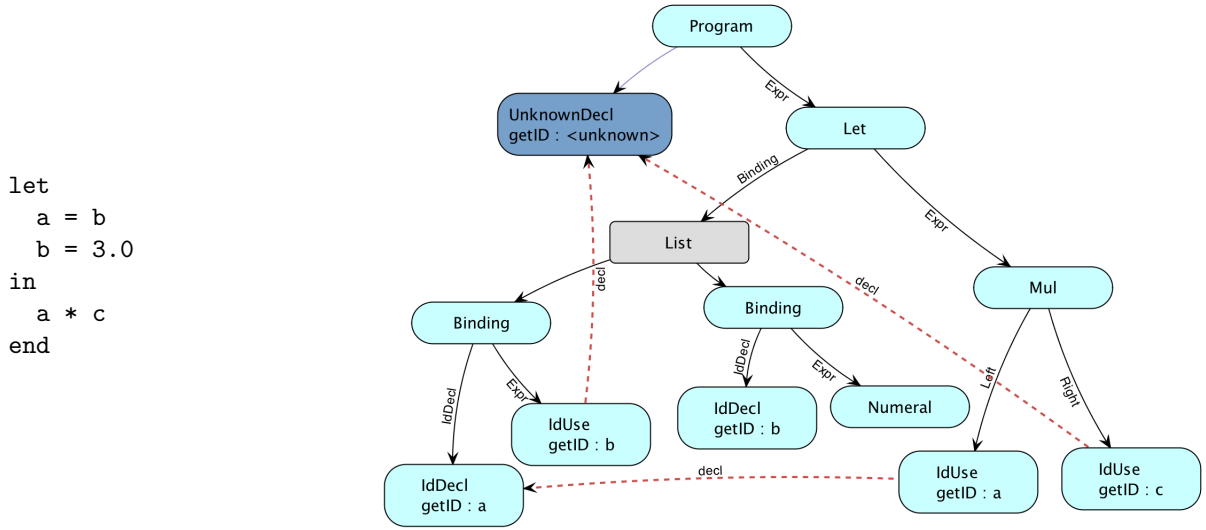 let
  a = b
  b = 3.0
in
  a * c
end
Program
Expr
UnknownDecl
getID : <unknown>
Let
Binding
Expr
List
decl
decl
Mul
Binding
Binding
IdDecl
Expr
IdDecl
Expr
Left
Right
IdUse
getID : b
IdDecl
getID : b
Numeral
IdDecl
getID : a
decl
IdUse
getID : a
IdUse
getID : c